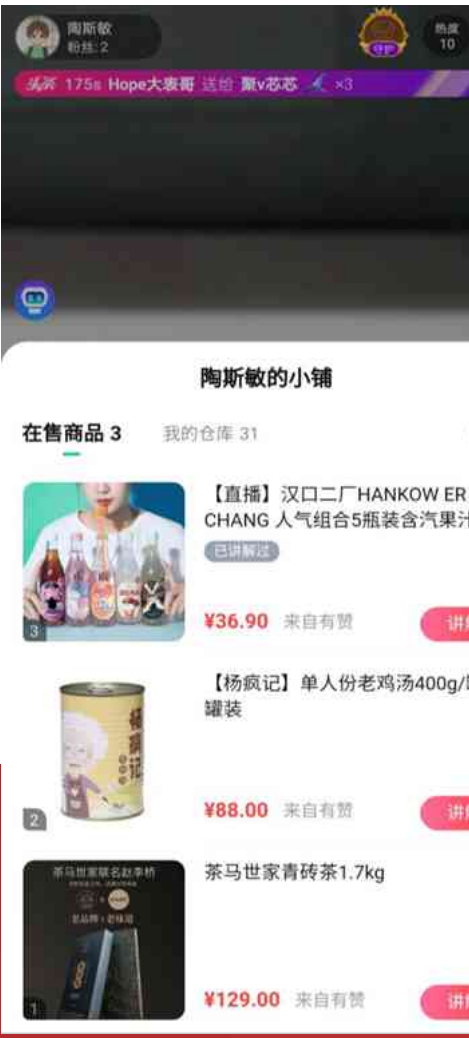 陶斯敏
粉丝: 2
热度
10
头条 175s Hope大表哥 送给 聚v芯芯 ×3
陶斯敏的小铺
在售商品 3
我的仓库 31
【直播】汉口二厂HANKOW ER
CHANG 人气组合5瓶装含汽果汁
已讲解过
3
¥36.90 来自有赞
讲
【杨疯记】单人份老鸡汤400g/
罐装
杨疯记
2
¥88.00 来自有赞
讲
茶马世家青砖茶1.7kg
茶马世家联名赵李桥
老品牌
老味道
1
¥129.00 来自有赞
讲